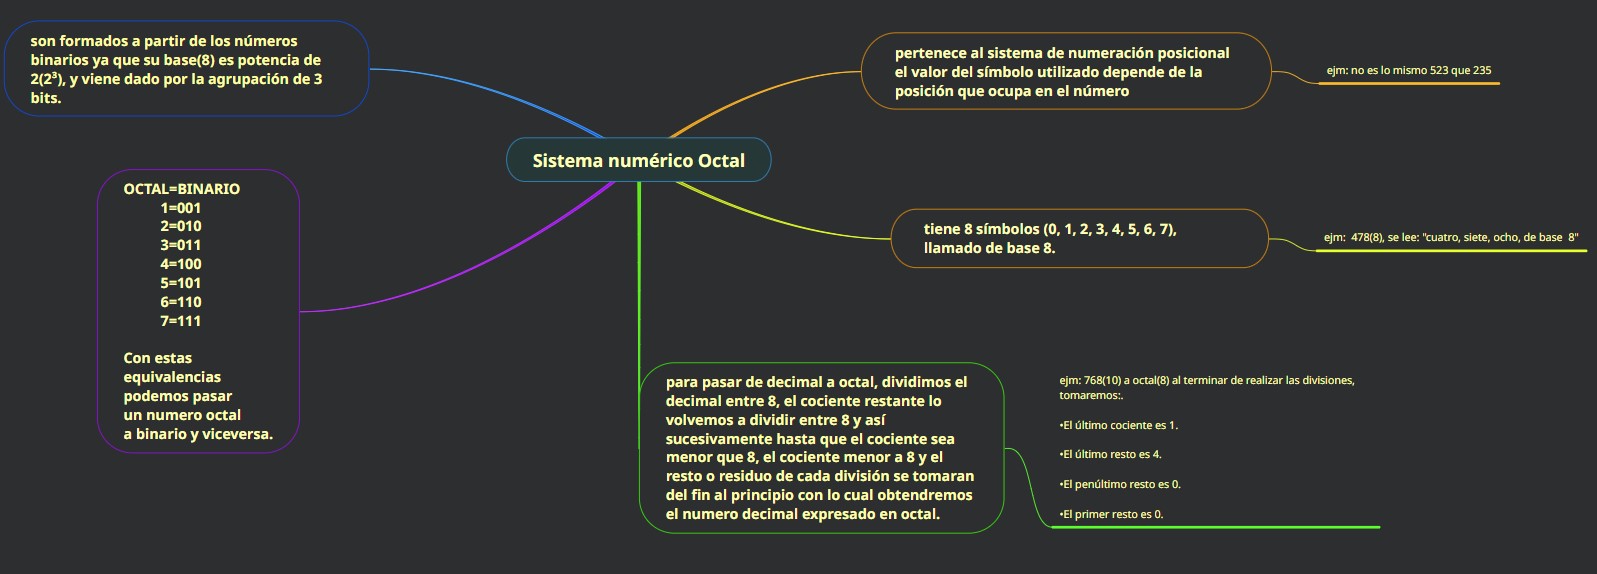 son formados a partir de los números
binarios ya que su base(8) es potencia de
2(2³), y viene dado por la agrupación de 3
bits.
pertenece al sistema de numeración posicional
el valor del símbolo utilizado depende de la
posición que ocupa en el número
ejm: no es lo mismo 523 que 235
Sistema numérico Octal
OCTAL=BINARIO
1=001
2=010
3=011
4=100
5=101
6=110
7=111
Con estas
equivalencias
podemos pasar
un numero octal
a binario y viceversa.
tiene 8 símbolos (0, 1, 2, 3, 4, 5, 6, 7),
llamado de base 8.
ejm:  478(8), se lee: "cuatro, siete, ocho, de base  8"
para pasar de decimal a octal, dividimos el
decimal entre 8, el cociente restante lo
volvemos a dividir entre 8 y así
sucesivamente hasta que el cociente sea
menor que 8, el cociente menor a 8 y el
resto o residuo de cada división se tomaran
del fin al principio con lo cual obtendremos
el numero decimal expresado en octal.
ejm: 768(10) a octal(8) al terminar de realizar las divisiones,
tomaremos:.
•El último cociente es 1.
•El último resto es 4.
•El penúltimo resto es 0.
•El primer resto es 0.